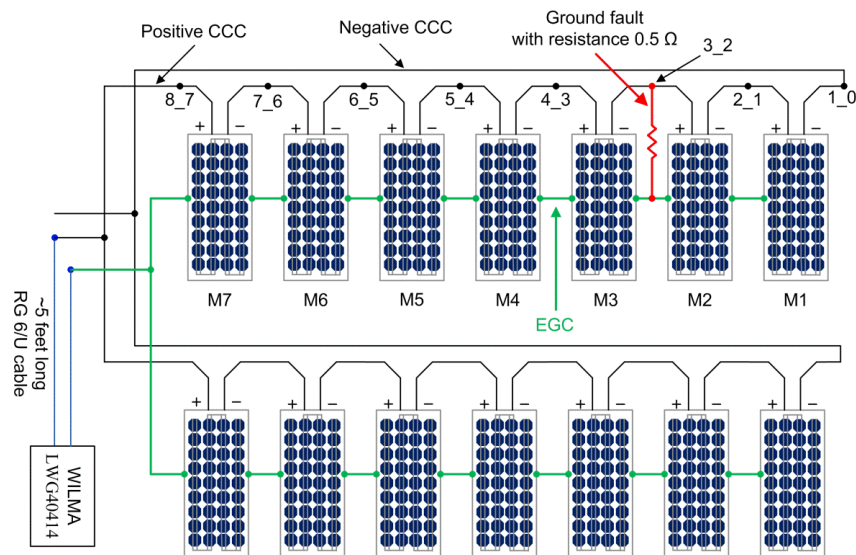 Ground fault
with resistance 0.5 Ω
Positive CCC
Negative CCC
3_2
8_7
7_6
6_5
5_4
4_3
2_1
1_0
+ − + − + − + − + − + − + −
M7
M6
M5
M4
M3
M2
M1
EGC
~5 feet long
RG 6/U cable
+ − + − + − + − + − + − + −
WILMA
LWG40414